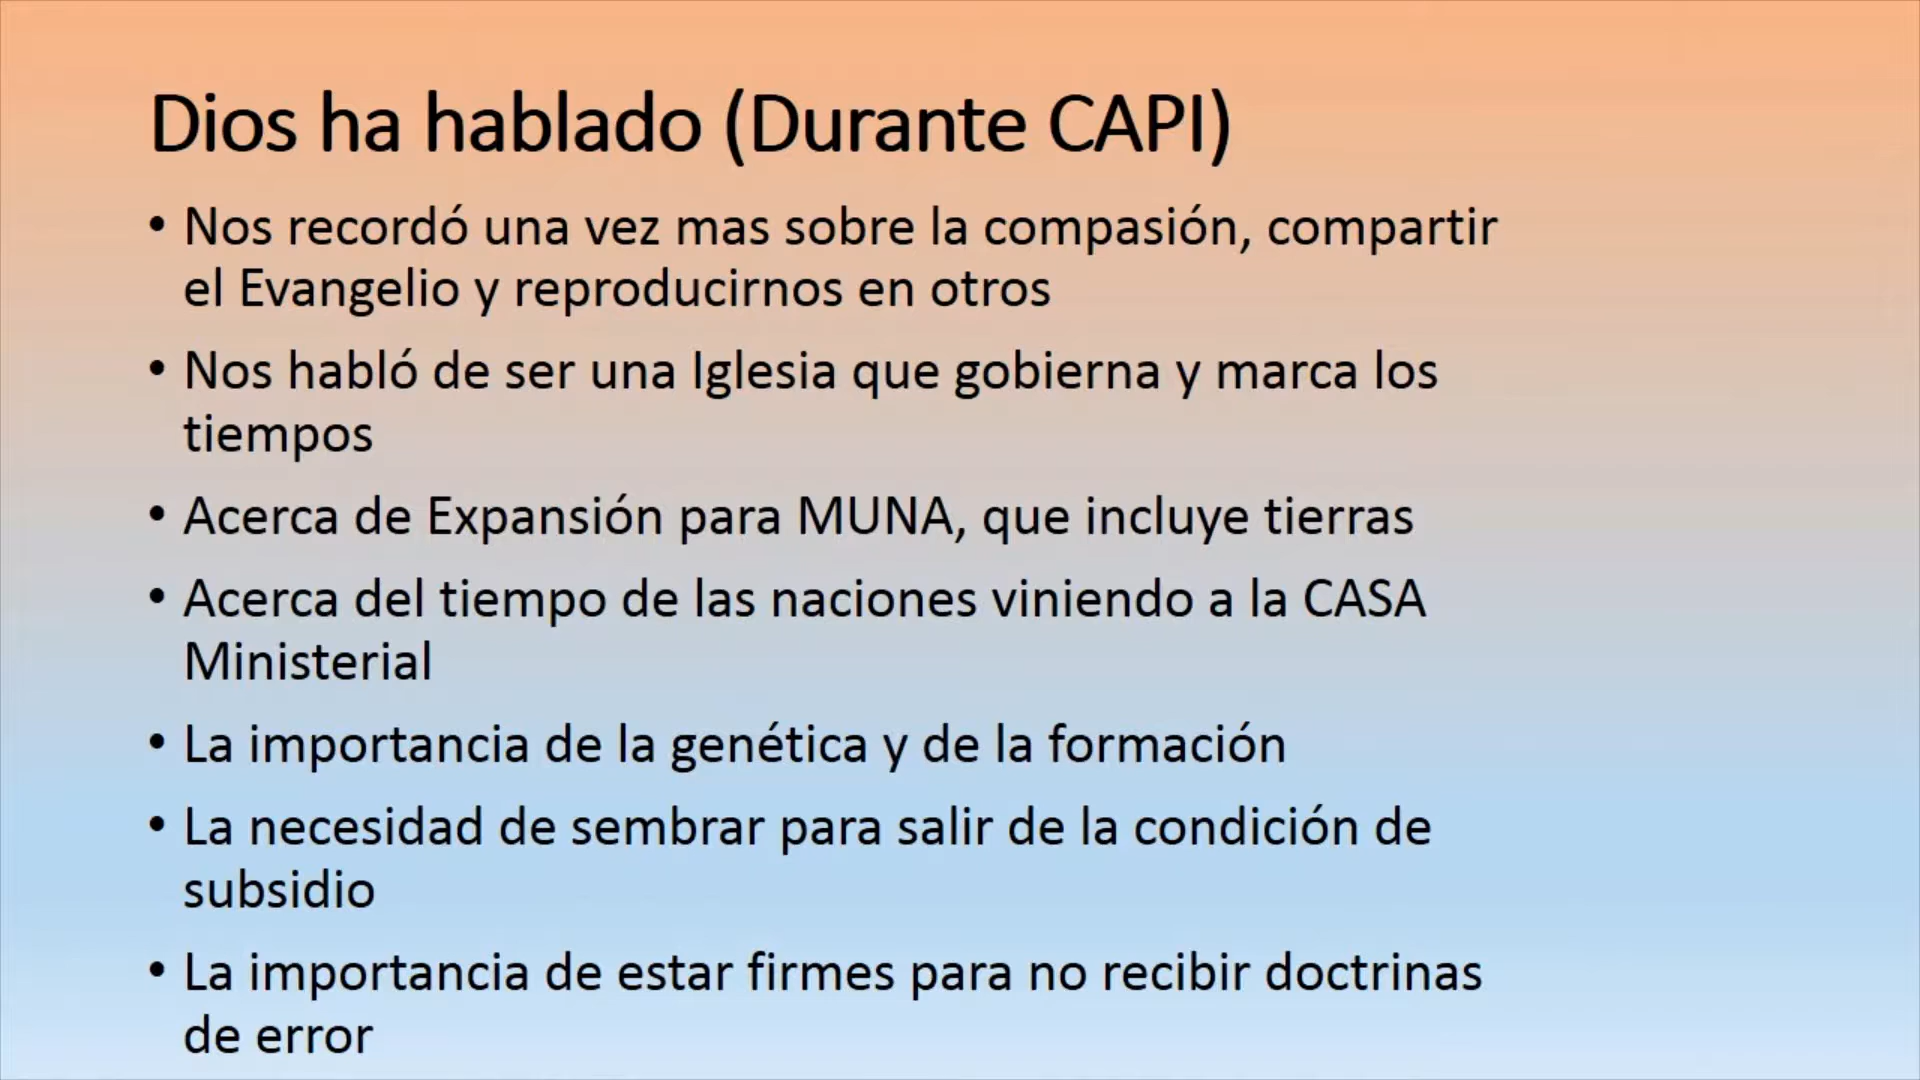 Dios ha hablado (Durante CAPI)
• Nos recordó una vez mas sobre la compasión, compartir
el Evangelio y reproducirnos en otros
• Nos habló de ser una Iglesia que gobierna y marca los
tiempos
• Acerca de Expansión para MUNA, que incluye tierras
• Acerca del tiempo de las naciones viniendo a la CASA
Ministerial
• La importancia de la genética y de la formación
• La necesidad de sembrar para salir de la condición de
subsidio
• La importancia de estar firmes para no recibir doctrinas
de error